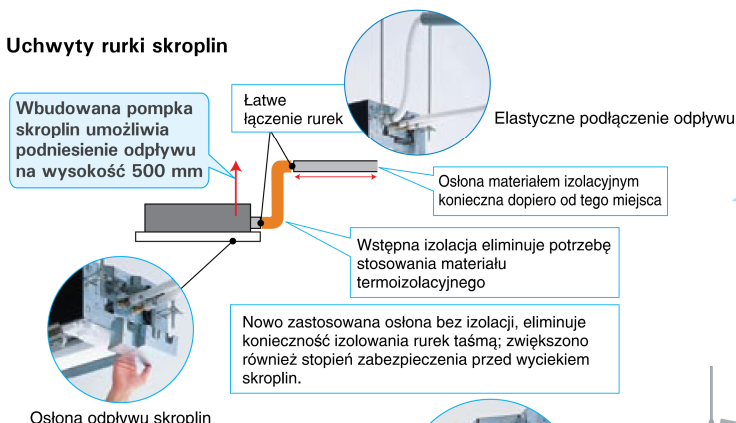 Uchwyty rurki skroplin
Wbudowana pompka
skroplin umożliwia
podniesienie odpływu
na wysokość 500 mm
Łatwe
łączenie rurek
Elastyczne podłączenie odpływu
Osłona materiałem izolacyjnym
konieczna dopiero od tego miejsca
Wstępna izolacja eliminuje potrzebę
stosowania materiału
termoizolacyjnego
Nowo zastosowana osłona bez izolacji, eliminuje
konieczność izolowania rurek taśmą; zwiększono
również stopień zabezpieczenia przed wyciekiem
skroplin.
Osłona odpływu skroplin